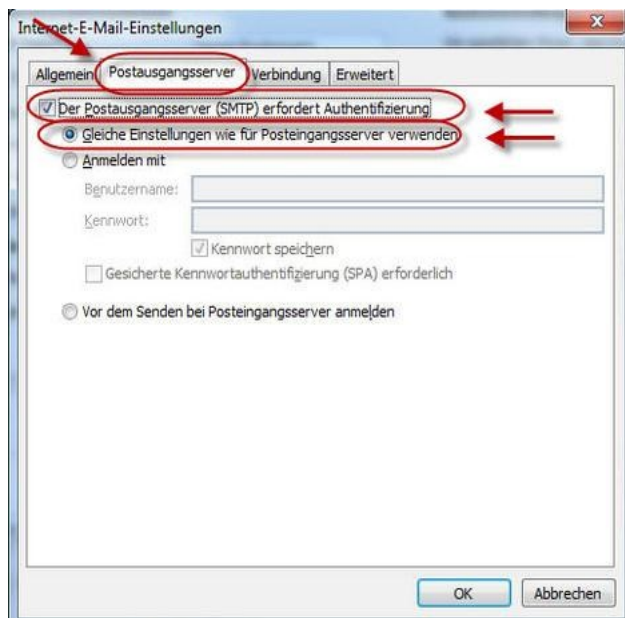 Internet-E-Mail-Einstellungen
Allgemein Postausgangsserver Verbindung Erweitert
Der Postausgangsserver (SMTP) erfordert Authentifizierung
Gleiche Einstellungen wie für Posteingangsserver verwenden
Anmelden mit
Benutzername:
Kennwort:
Kennwort speichern
Gesicherte Kennwortauthentifizierung (SPA) erforderlich
Vor dem Senden bei Posteingangsserver anmelden
OK Abbrechen